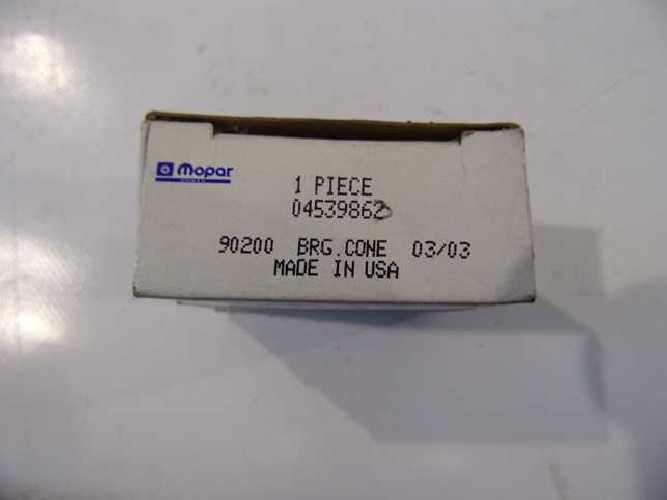 Mopar
1 PIECE
04539862
90200 BRG.CONE 03/03
MADE IN USA